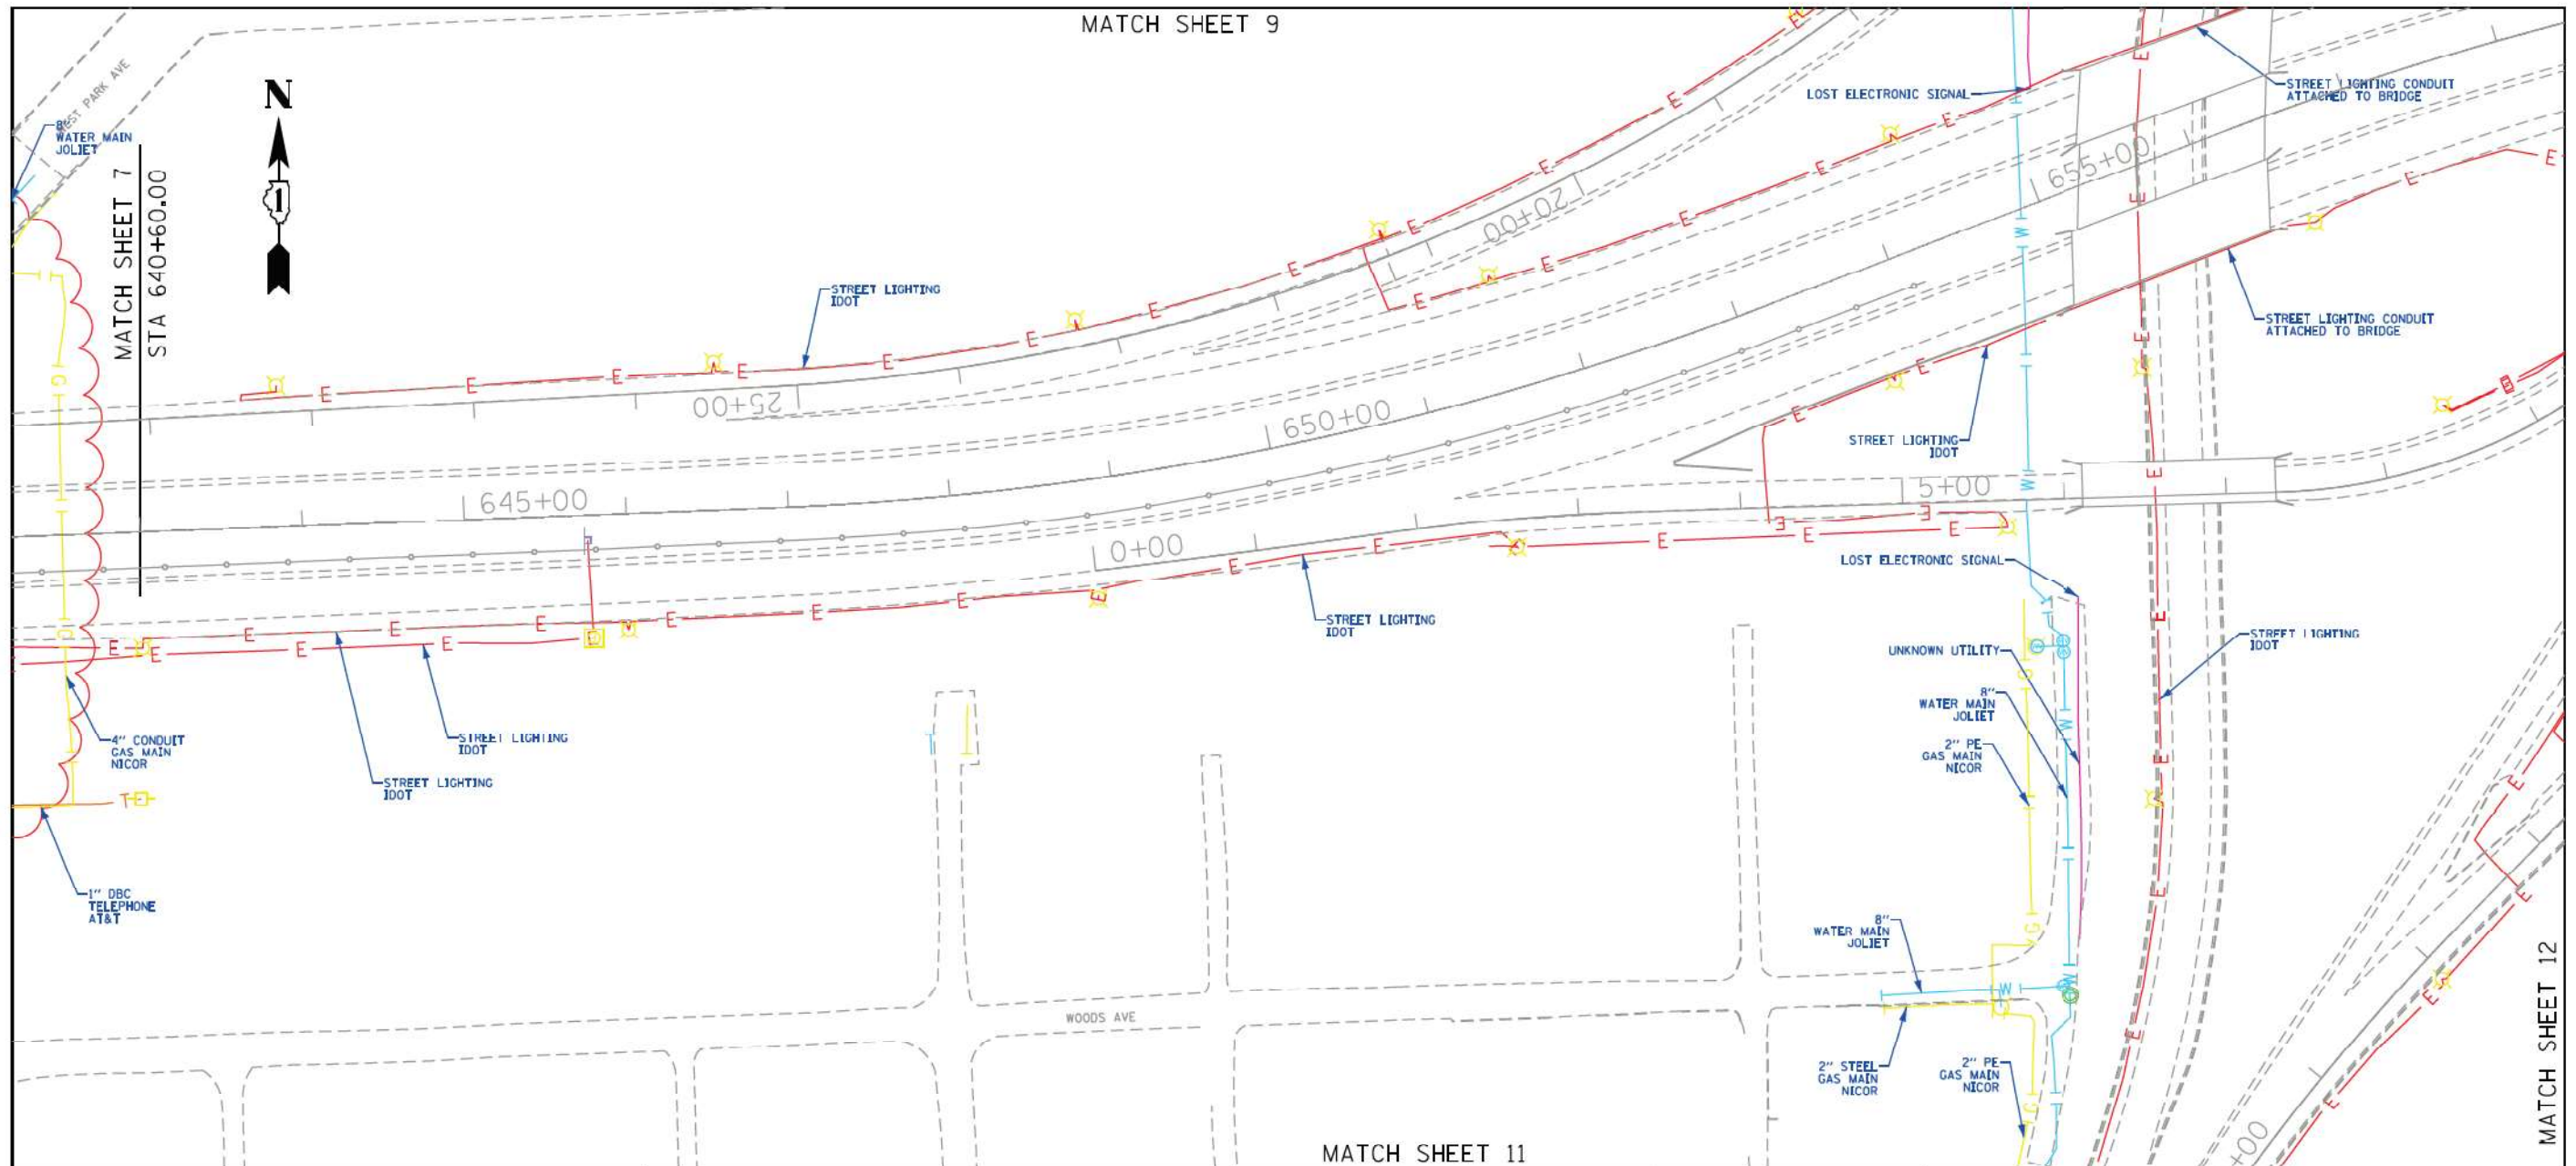 MATCH SHEET 9
WEST PARK AVE
8"
WATER MAIN
JOLIET
MATCH SHEET 7
STA 640+60.00
N
1
LOST ELECTRONIC SIGNAL
STREET LIGHTING CONDUIT
ATTACHED TO BRIDGE
655+00
20+00
STREET LIGHTING
IDOT
STREET LIGHTING CONDUIT
ATTACHED TO BRIDGE
25+00
650+00
STREET LIGHTING
IDOT
645+00
5+00
0+00
LOST ELECTRONIC SIGNAL
STREET LIGHTING
IDOT
STREET LIGHTING
IDOT
UNKNOWN UTILITY
8"
WATER MAIN
JOLIET
2" PE
GAS MAIN
NICOR
4" CONDUIT
GAS MAIN
NICOR
STREET LIGHTING
IDOT
STREET LIGHTING
IDOT
1" DBC
TELEPHONE
AT&T
8"
WATER MAIN
JOLIET
WOODS AVE
2" STEEL
GAS MAIN
NICOR
2" PE
GAS MAIN
NICOR
+00
MATCH SHEET 11
MATCH SHEET 12